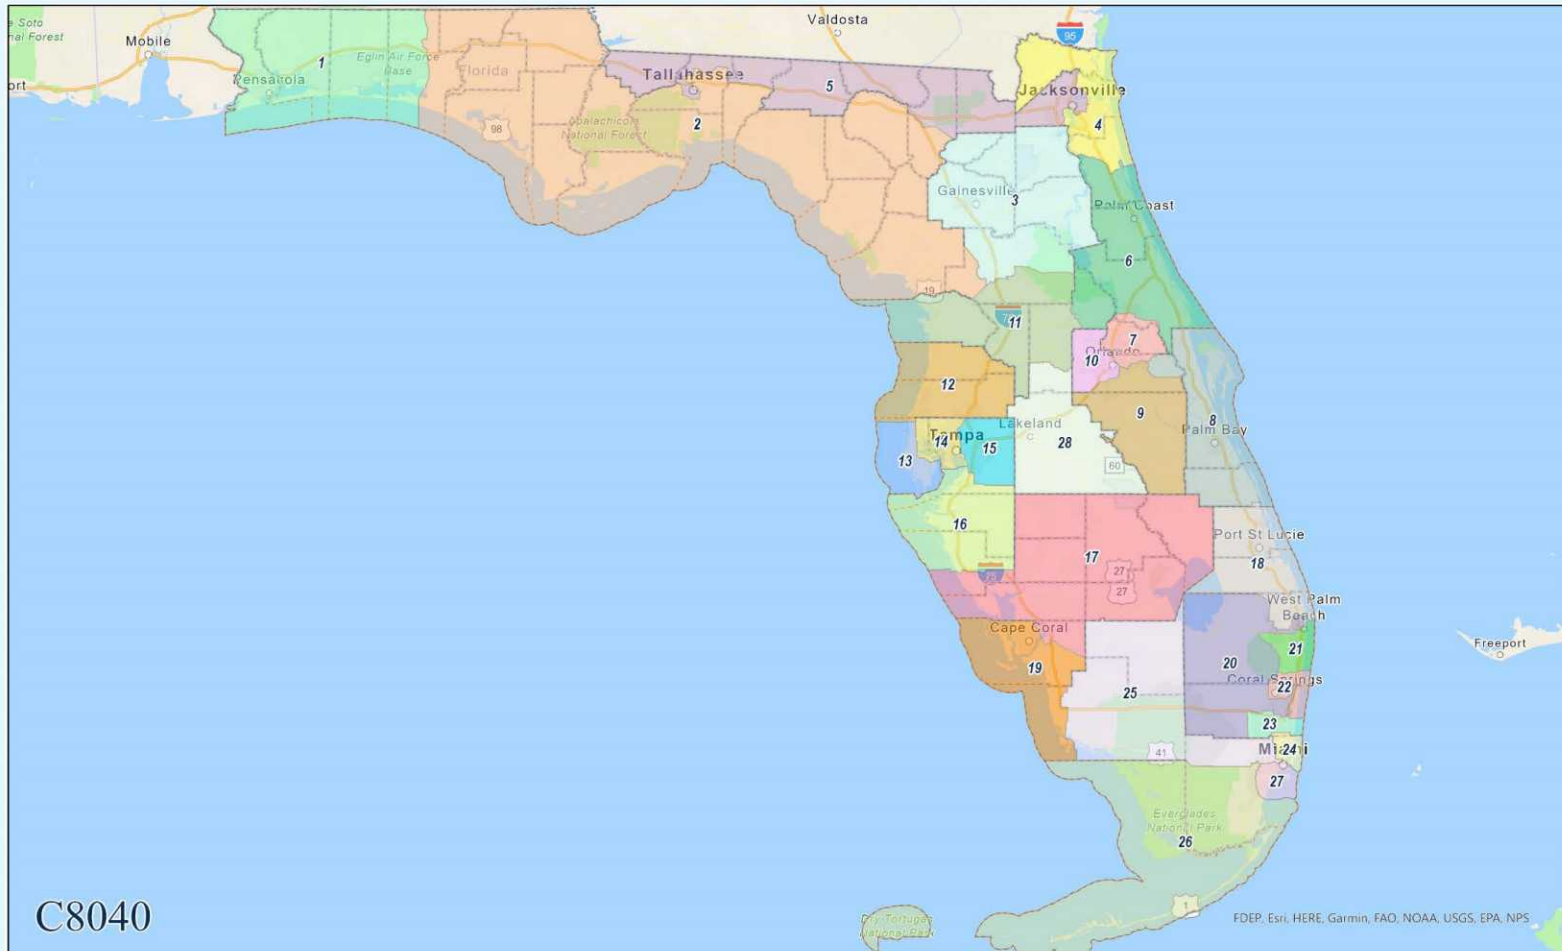 e Soto
nal Forest
Mobile
ort
Pensacola
Eglin Air Force
Base
1
Florida
98
Apalachicola
National Forest
Tallahassee
2
Valdosta
5
95
Jacksonville
4
Gainesville
3
Palm Coast
6
19
11
7
Orlando
10
12
9
8
Palm Bay
Lakeland
28
60
Tampa
14
15
13
16
17
27
27
75
Port St Lucie
18
West Palm
Beach
Cape Coral
19
20
21
Coral Springs
22
25
23
41
Miami
24
27
Everglades
National Park
26
1
Dry Tortugas
National Park
Freeport
C8040
FDEP, Esri, HERE, Garmin, FAO, NOAA, USGS, EPA, NPS